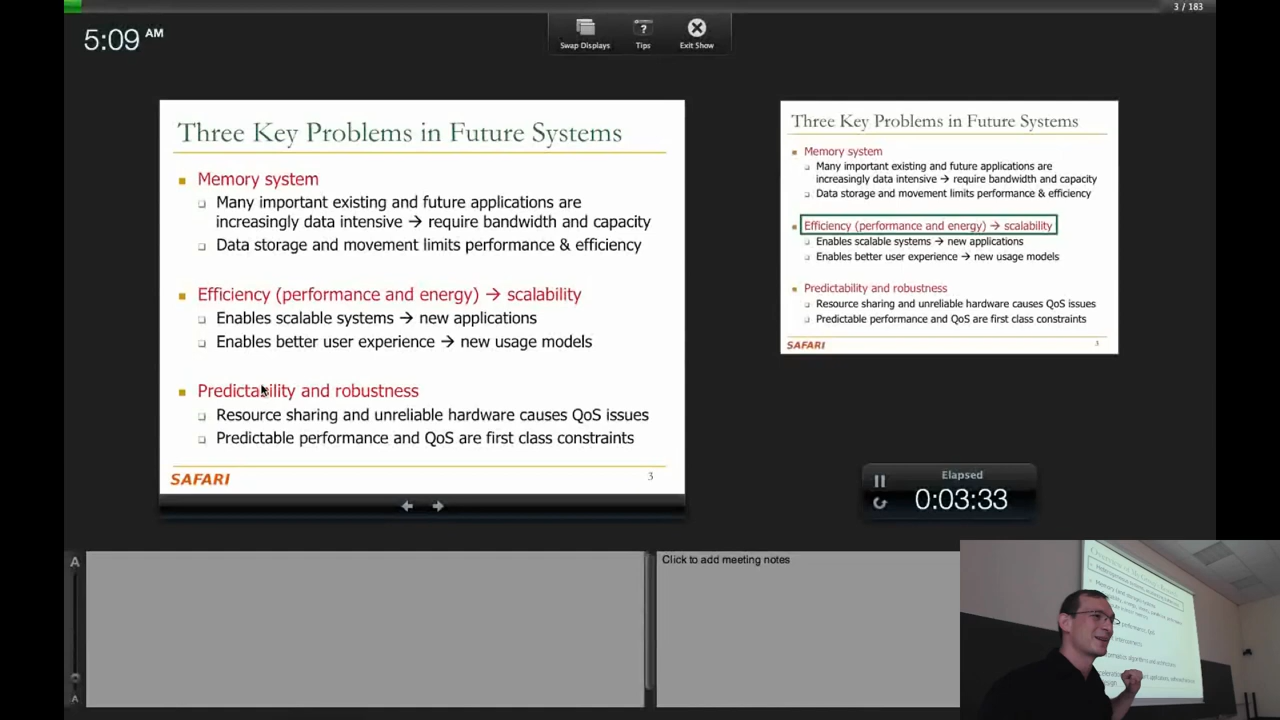 3 / 183
5:09 AM
Swap Displays
Tips
Exit Show
Three Key Problems in Future Systems
■ Memory system
❑ Many important existing and future applications are
increasingly data intensive → require bandwidth and capacity
❑ Data storage and movement limits performance & efficiency
■ Efficiency (performance and energy) → scalability
❑ Enables scalable systems → new applications
❑ Enables better user experience → new usage models
■ Predictability and robustness
❑ Resource sharing and unreliable hardware causes QoS issues
❑ Predictable performance and QoS are first class constraints
SAFARI
3
Three Key Problems in Future Systems
■ Memory system
❑ Many important existing and future applications are
increasingly data intensive → require bandwidth and capacity
❑ Data storage and movement limits performance & efficiency
■ Efficiency (performance and energy) → scalability
❑ Enables scalable systems → new applications
❑ Enables better user experience → new usage models
■ Predictability and robustness
❑ Resource sharing and unreliable hardware causes QoS issues
❑ Predictable performance and QoS are first class constraints
SAFARI
3
Elapsed
0:03:33
A
A
Click to add meeting notes